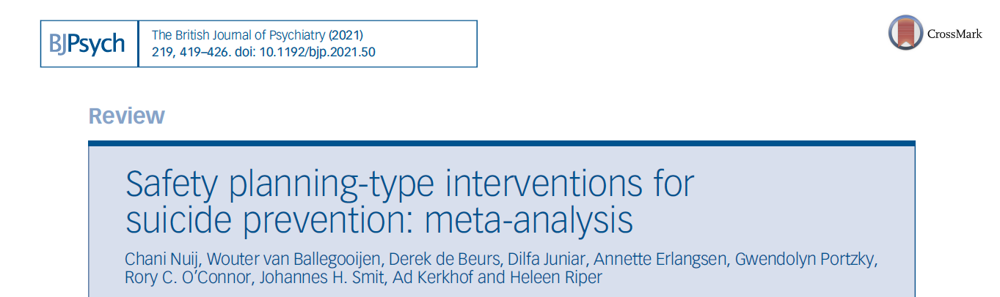 BJPsych
The British Journal of Psychiatry (2021)
219, 419–426. doi: 10.1192/bjp.2021.50
CrossMark
Review
Safety planning-type interventions for
suicide prevention: meta-analysis
Chani Nuij, Wouter van Ballegooijen, Derek de Beurs, Dilfa Juniar, Annette Erlangsen, Gwendolyn Portzky,
Rory C. O’Connor, Johannes H. Smit, Ad Kerkhof and Heleen Riper